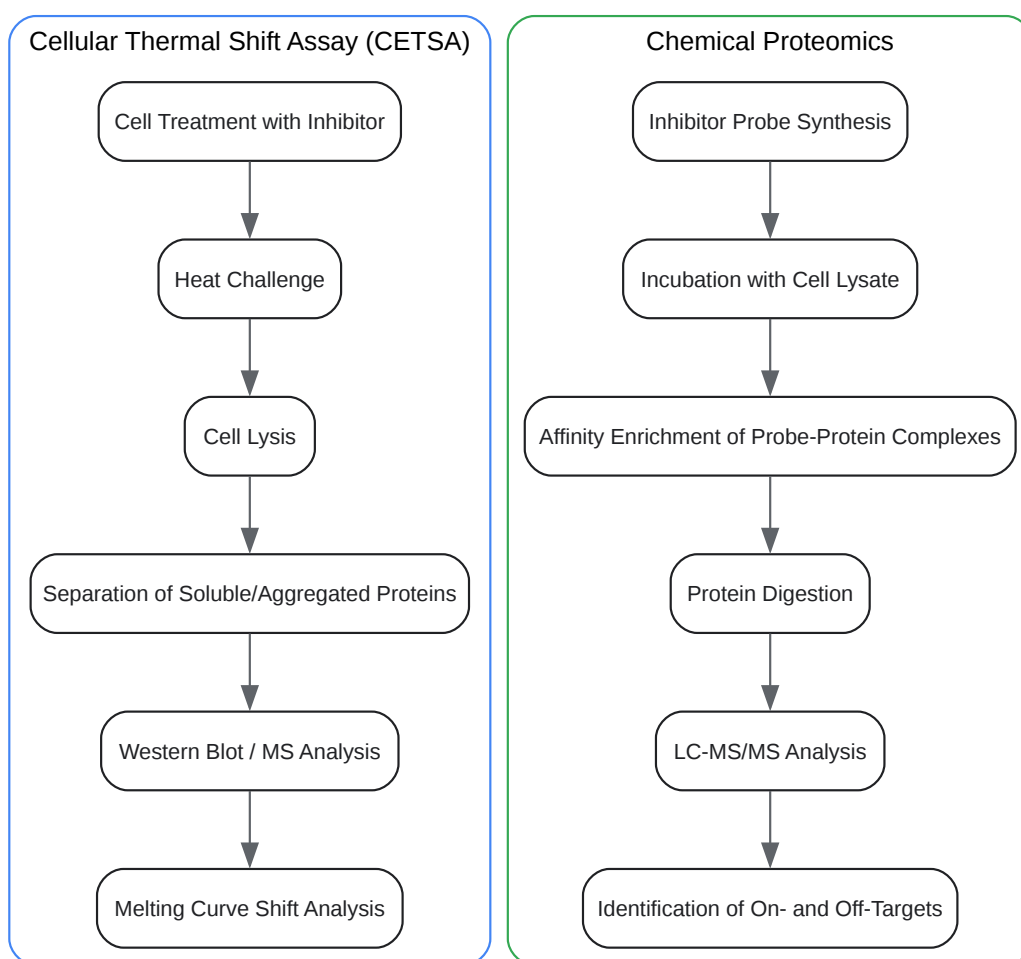 Cellular Thermal Shift Assay (CETSA)
Cell Treatment with Inhibitor
Heat Challenge
Cell Lysis
Separation of Soluble/Aggregated Proteins
Western Blot / MS Analysis
Melting Curve Shift Analysis
Chemical Proteomics
Inhibitor Probe Synthesis
Incubation with Cell Lysate
Affinity Enrichment of Probe-Protein Complexes
Protein Digestion
LC-MS/MS Analysis
Identification of On- and Off-Targets